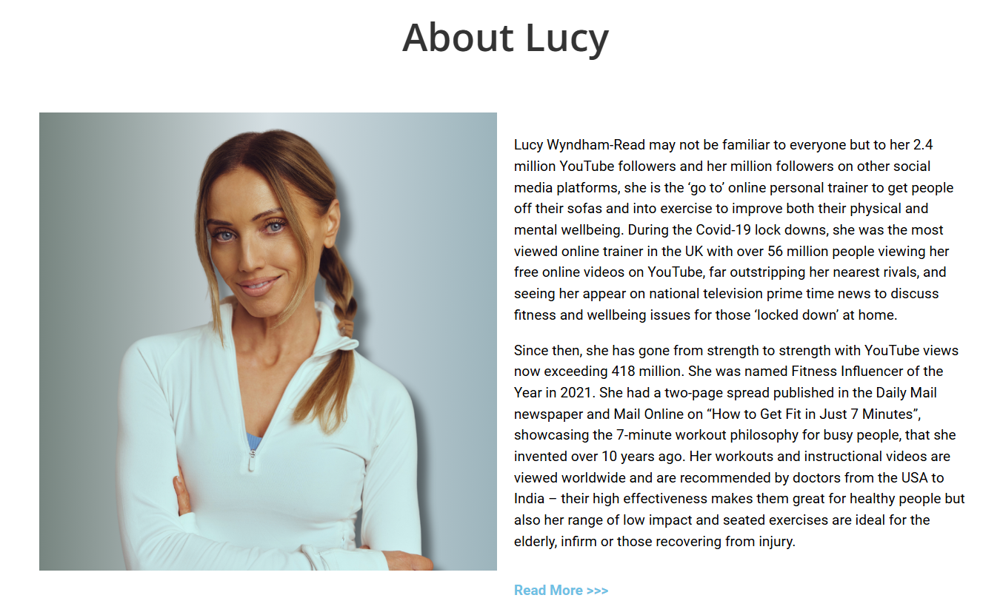 About Lucy
Lucy Wyndham-Read may not be familiar to everyone but to her 2.4
million YouTube followers and her million followers on other social
media platforms, she is the ‘go to’ online personal trainer to get people
off their sofas and into exercise to improve both their physical and
mental wellbeing. During the Covid-19 lock downs, she was the most
viewed online trainer in the UK with over 56 million people viewing her
free online videos on YouTube, far outstripping her nearest rivals, and
seeing her appear on national television prime time news to discuss
fitness and wellbeing issues for those ‘locked down’ at home.
Since then, she has gone from strength to strength with YouTube views
now exceeding 418 million. She was named Fitness Influencer of the
Year in 2021. She had a two-page spread published in the Daily Mail
newspaper and Mail Online on “How to Get Fit in Just 7 Minutes”,
showcasing the 7-minute workout philosophy for busy people, that she
invented over 10 years ago. Her workouts and instructional videos are
viewed worldwide and are recommended by doctors from the USA to
India – their high effectiveness makes them great for healthy people but
also her range of low impact and seated exercises are ideal for the
elderly, infirm or those recovering from injury.
Read More >>>